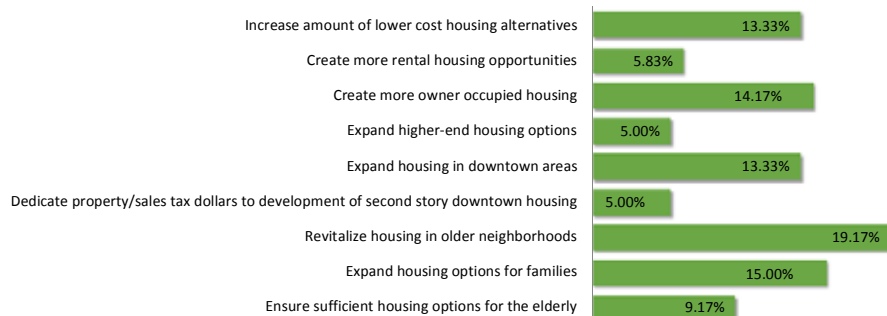 Increase amount of lower cost housing alternatives 13.33%
Create more rental housing opportunities 5.83%
Create more owner occupied housing 14.17%
Expand higher-end housing options 5.00%
Expand housing in downtown areas 13.33%
Dedicate property/sales tax dollars to development of second story downtown housing 5.00%
Revitalize housing in older neighborhoods 19.17%
Expand housing options for families 15.00%
Ensure sufficient housing options for the elderly 9.17%